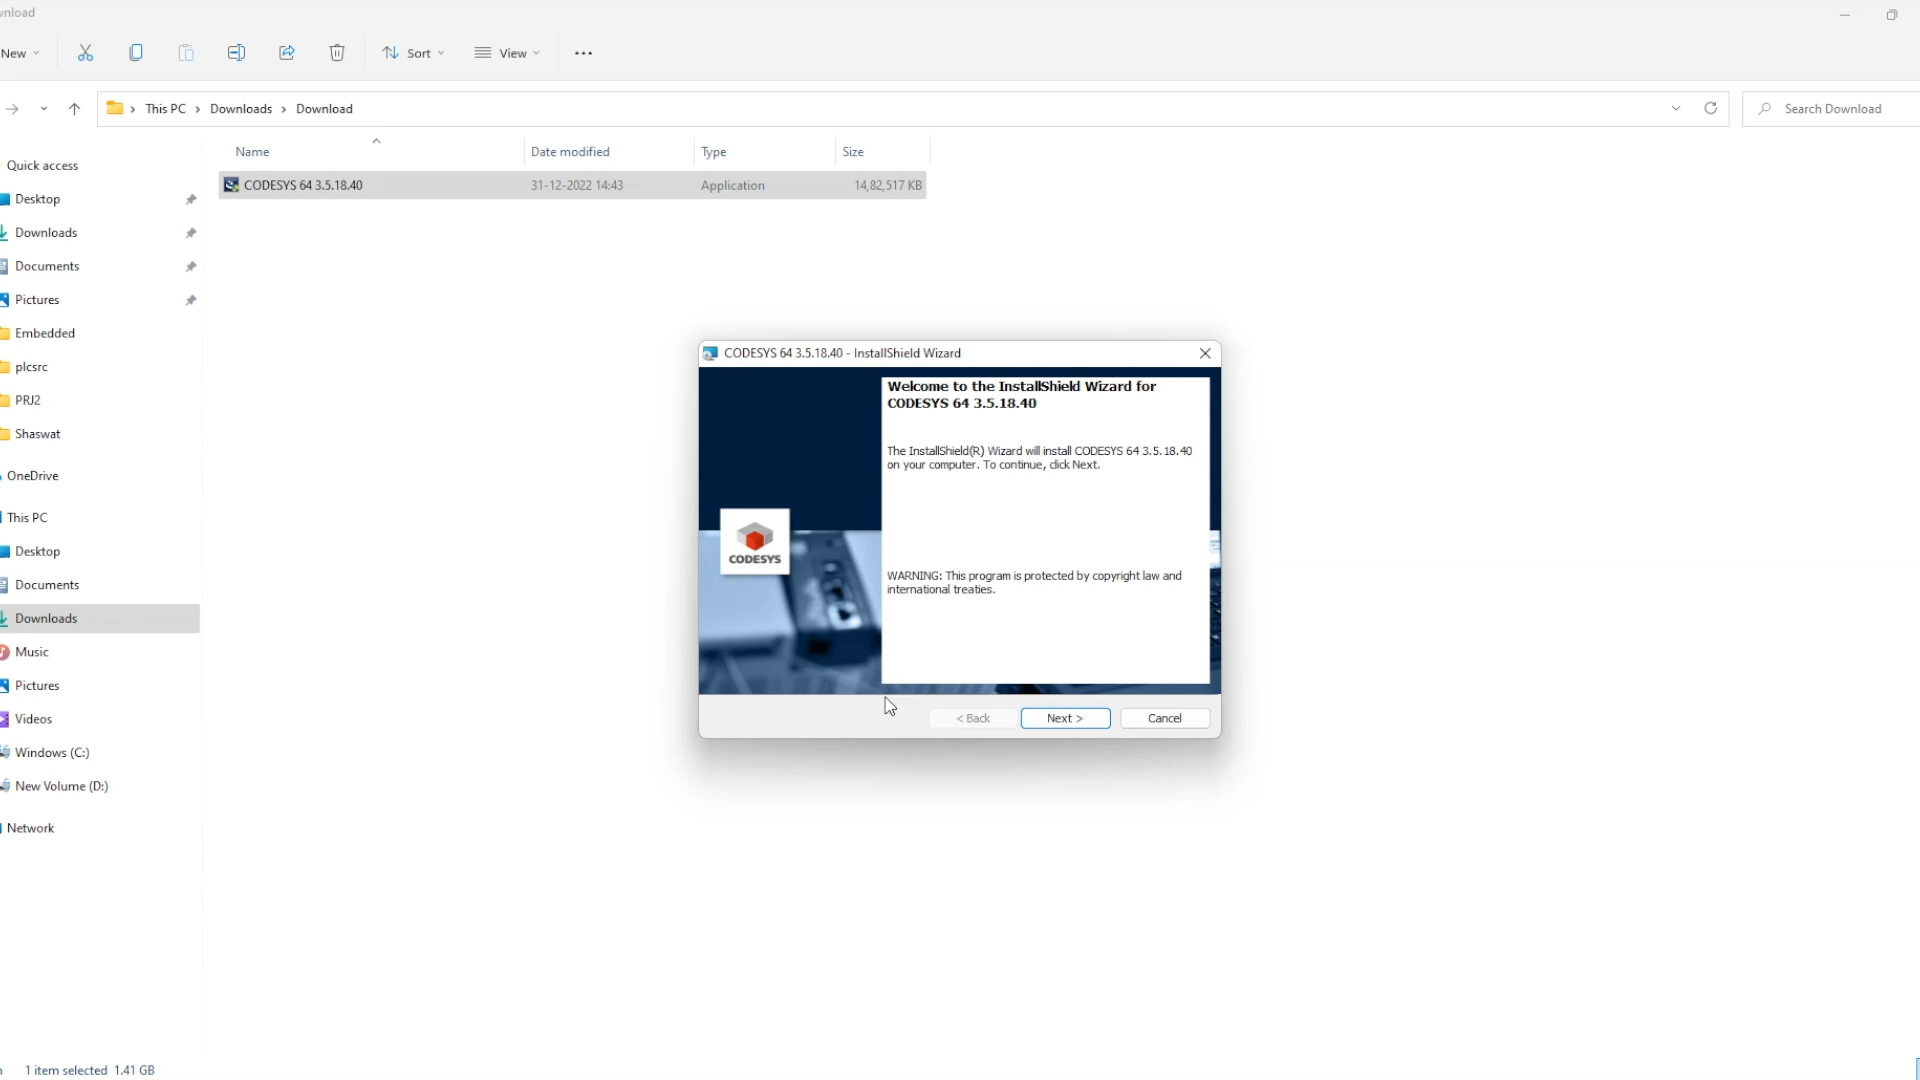 wnload
New
Sort
View
This PC > Downloads > Download
Search Download
Name
Date modified
Type
Size
CODESYS 64 3.5.18.40
31-12-2022 14:43
Application
14,82,517 KB
Quick access
Desktop
Downloads
Documents
Pictures
Embedded
plcsrc
PRJ2
Shaswat
OneDrive
This PC
Desktop
Documents
Downloads
Music
Pictures
Videos
Windows (C:)
New Volume (D:)
Network
CODESYS 64 3.5.18.40 - InstallShield Wizard
Welcome to the InstallShield Wizard for
CODESYS 64 3.5.18.40
The InstallShield(R) Wizard will install CODESYS 64 3.5.18.40
on your computer. To continue, click Next.
CODESYS
WARNING: This program is protected by copyright law and
international treaties.
< Back
Next >
Cancel
1 item selected 1.41 GB